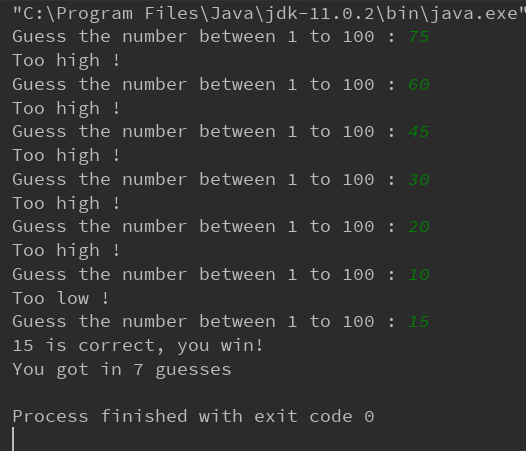 "C:\Program Files\Java\jdk-11.0.2\bin\java.exe"
Guess the number between 1 to 100 : 75
Too high !
Guess the number between 1 to 100 : 60
Too high !
Guess the number between 1 to 100 : 45
Too high !
Guess the number between 1 to 100 : 30
Too high !
Guess the number between 1 to 100 : 20
Too high !
Guess the number between 1 to 100 : 10
Too low !
Guess the number between 1 to 100 : 15
15 is correct, you win!
You got in 7 guesses
Process finished with exit code 0